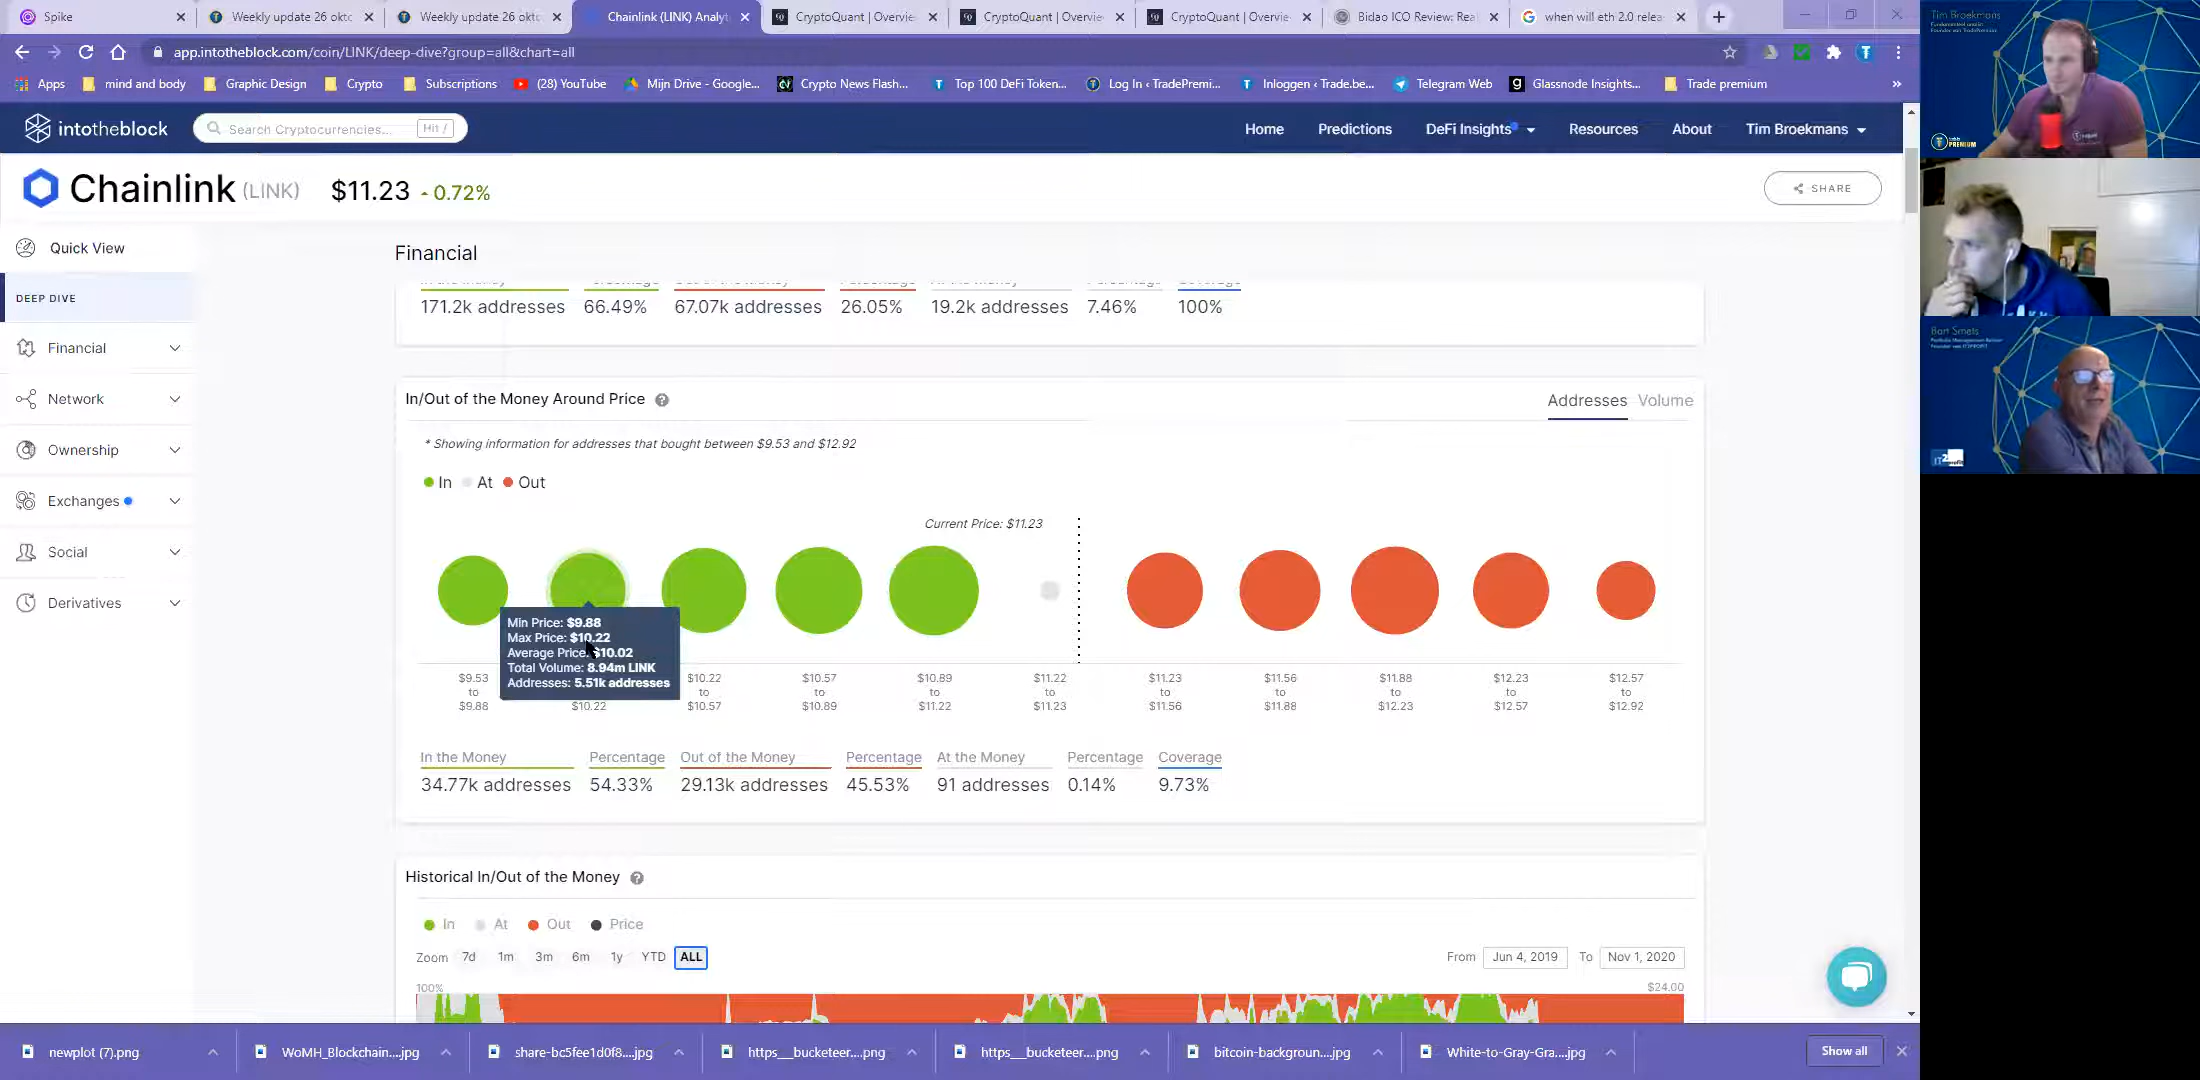 Spike
Weekly update 26 okto
Weekly update 26 okt
Chainlink (LINK) Analyt
CryptoQuant | Overvie
CryptoQuant | Overvie
CryptoQuant | Overvie
Bidao ICO Review: Rea
when will eth 2.0 relea
app.intotheblock.com/coin/LINK/deep-dive?group=all&chart=all
Apps
mind and body
Graphic Design
Crypto
Subscriptions
(28) YouTube
Mijn Drive - Google...
Crypto News Flash...
Top 100 DeFi Token...
Log In ‹ TradePremi...
Inloggen ‹ Trade.be...
Telegram Web
Glassnode Insights...
Trade premium
»
intotheblock
Search Cryptocurrencies...
Hit /
Home
Predictions
DeFi Insights
Resources
About
Tim Broekmans
Chainlink (LINK) $11.23 0.72%
SHARE
Quick View
DEEP DIVE
Financial
Network
Ownership
Exchanges
Social
Derivatives
Financial
171.2k addresses 66.49% 67.07k addresses 26.05% 19.2k addresses 7.46% 100%
In/Out of the Money Around Price
Addresses Volume
* Showing information for addresses that bought between $9.53 and $12.92
In At Out
Current Price: $11.23
Min Price: $9.88
Max Price: $10.22
Average Price: $10.02
Total Volume: 8.94m LINK
Addresses: 5.51k addresses
$9.53
to
$9.88
$10.22
$10.22
to
$10.57
$10.57
to
$10.89
$10.89
to
$11.22
$11.22
to
$11.23
$11.23
to
$11.56
$11.56
to
$11.88
$11.88
to
$12.23
$12.23
to
$12.57
$12.57
to
$12.92
In the Money Percentage Out of the Money Percentage At the Money Percentage Coverage
34.77k addresses 54.33% 29.13k addresses 45.53% 91 addresses 0.14% 9.73%
Historical In/Out of the Money
In At Out Price
Zoom 7d 1m 3m 6m 1y YTD ALL
From Jun 4, 2019 To Nov 1, 2020
100%
$24.00
newplot (7).png
WoMH_Blockchain....jpg
share-bc5fee1d0f8....jpg
https___bucketeer....png
https___bucketeer....png
bitcoin-backgroun....jpg
White-to-Gray-Gra....jpg
Show all
Tim Broekmans
PREMIUM
Bart Smets